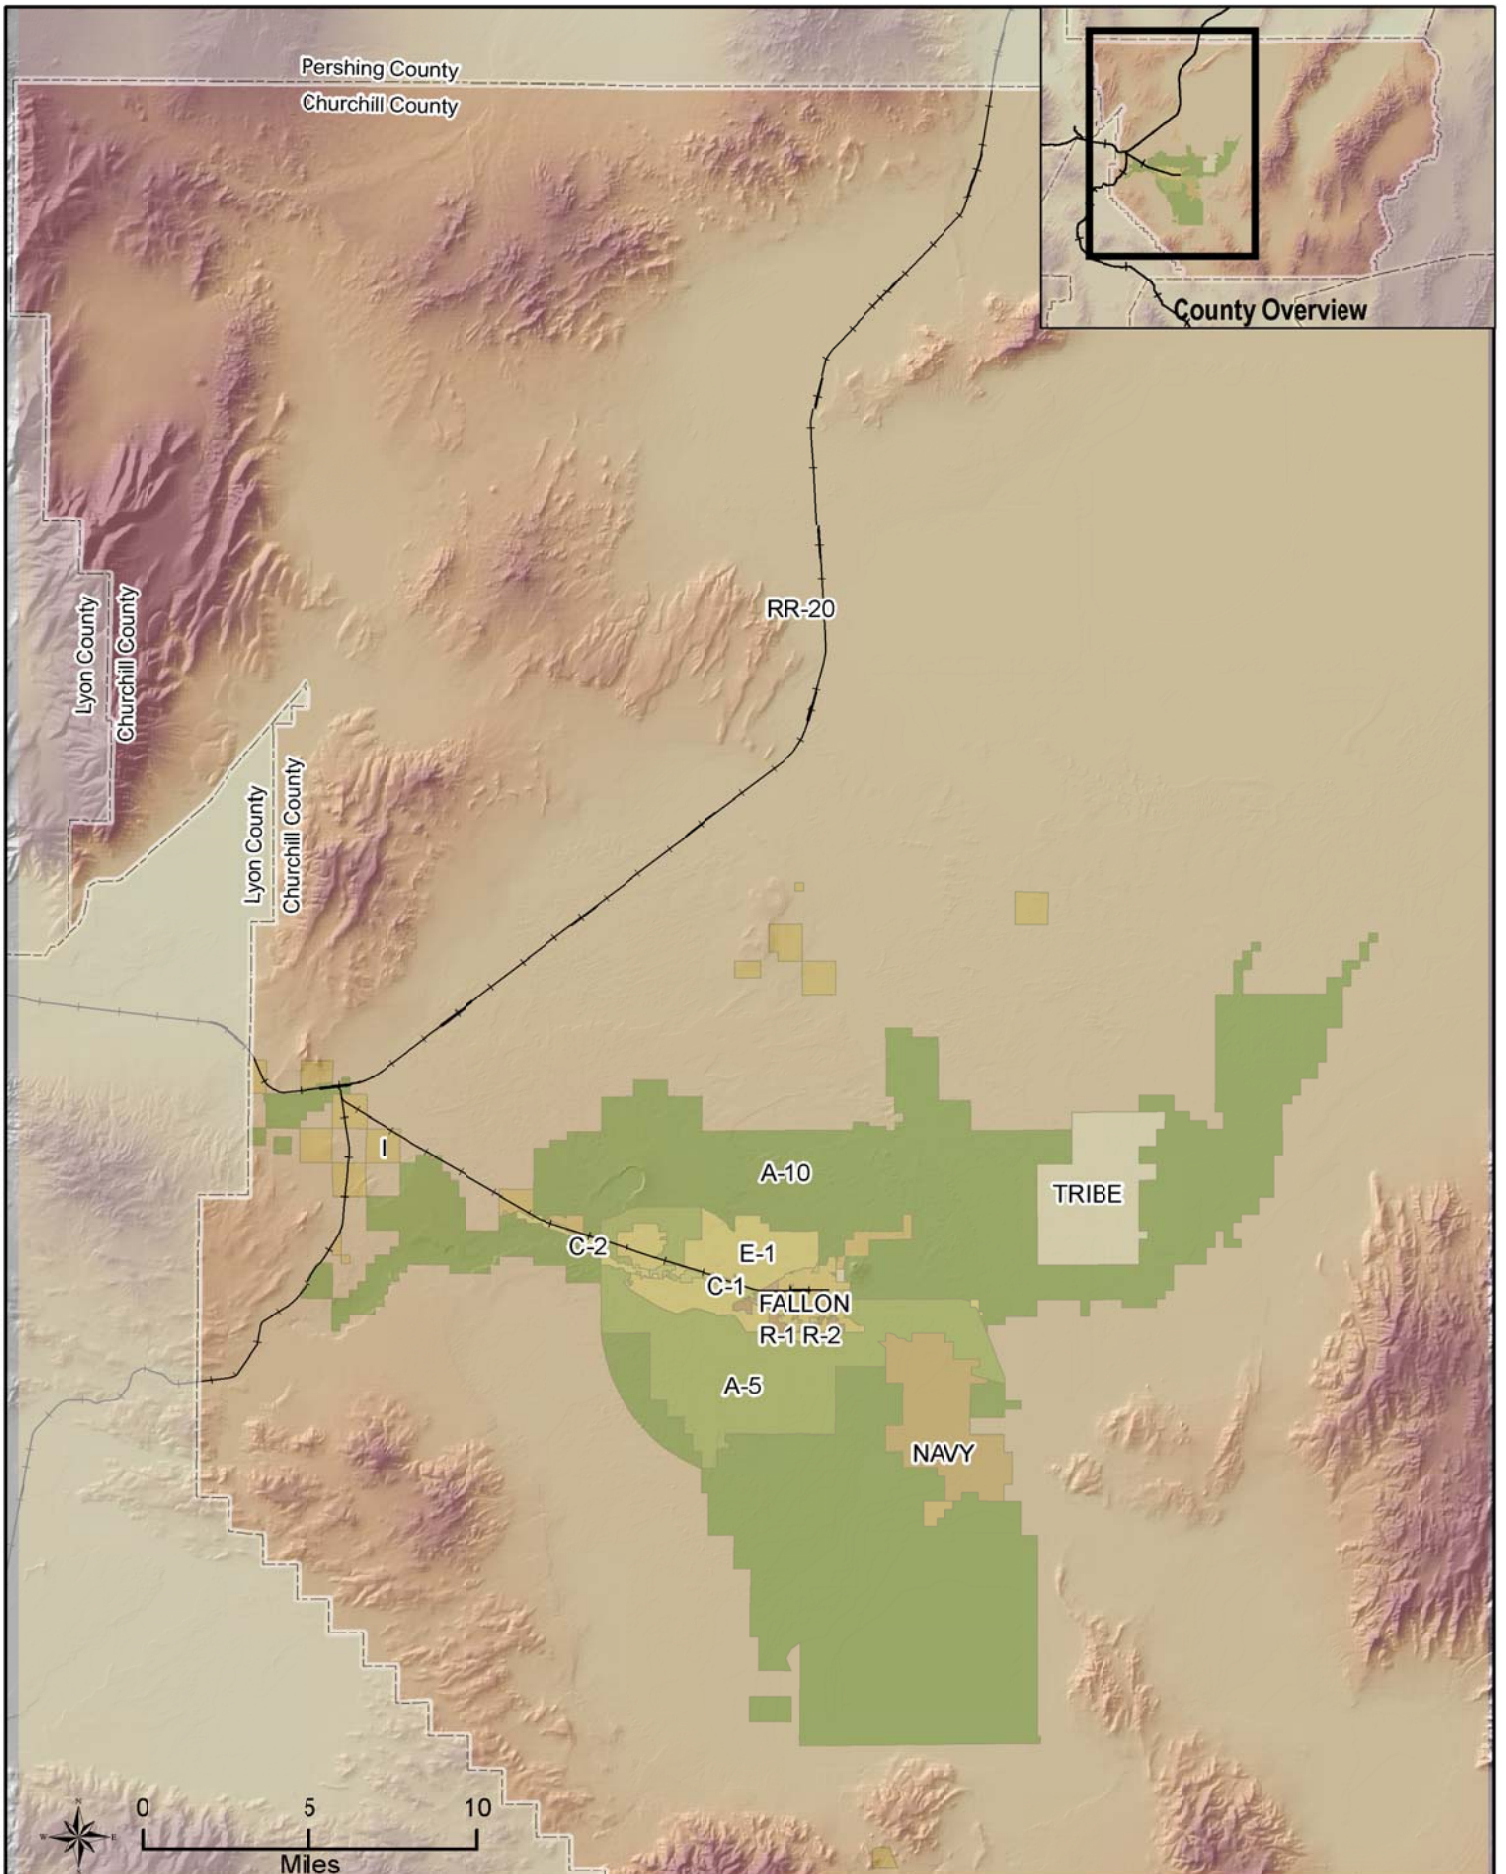 Pershing County
Churchill County
County Overview
Lyon County
Churchill County
RR-20
Lyon County
Churchill County
I
A-10
TRIBE
C-2
E-1
C-1
FALLON
R-1 R-2
A-5
NAVY
N
W
E
S
0 5 10
Miles